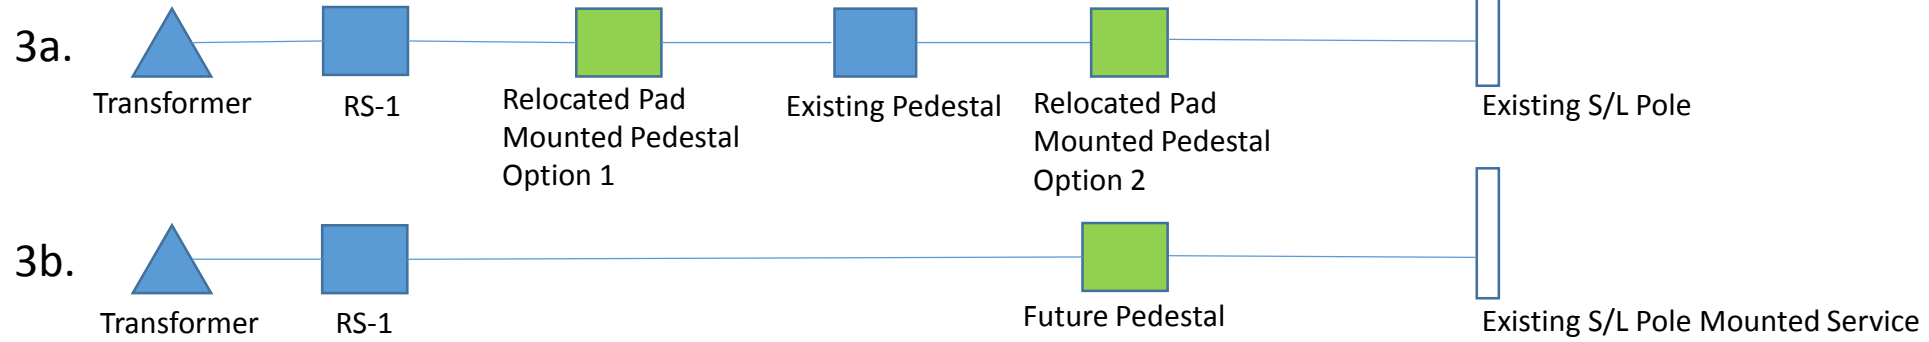 3a.
Transformer
RS-1
Relocated Pad
Mounted Pedestal
Option 1
Existing Pedestal
Relocated Pad
Mounted Pedestal
Option 2
Existing S/L Pole
3b.
Transformer
RS-1
Future Pedestal
Existing S/L Pole Mounted Service